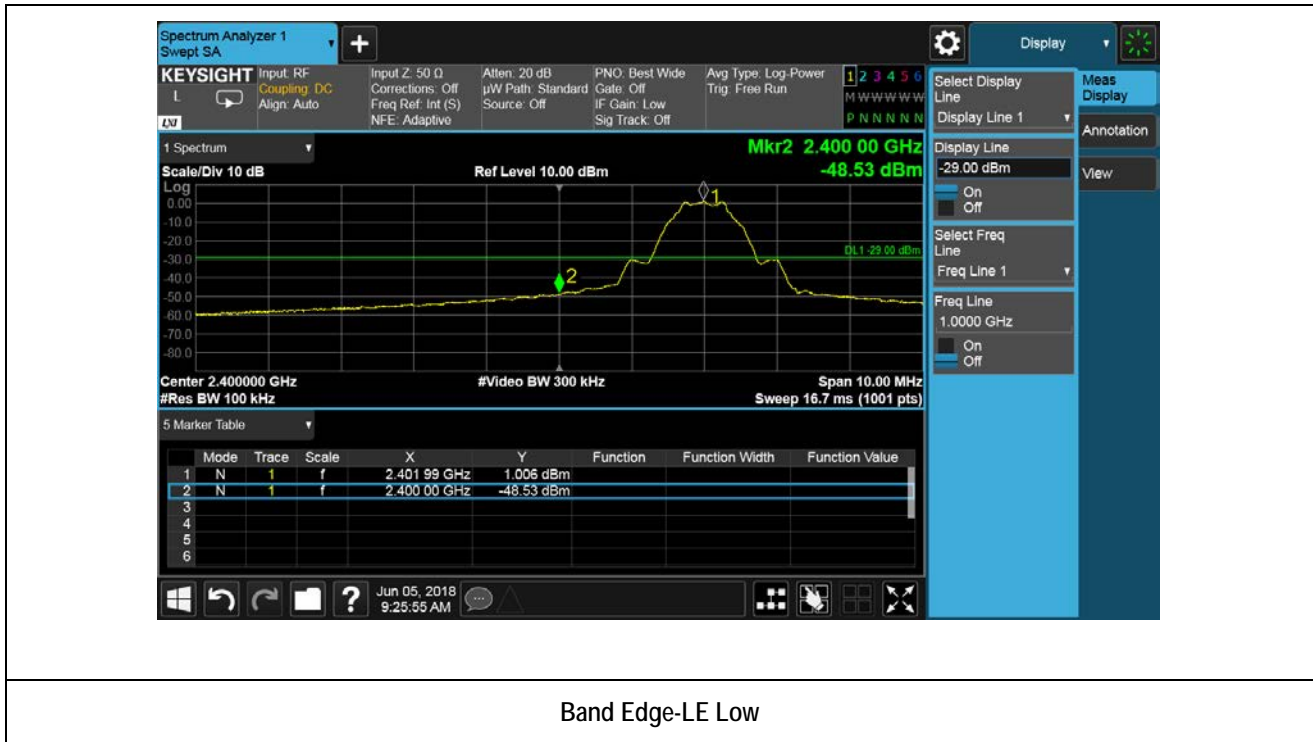 Spectrum Analyzer 1
Swept SA
+
Display
KEYSIGHT
L
LXI
Input: RF
Coupling: DC
Align: Auto
Input Z: 50 Ω
Corrections: Off
Freq Ref: Int (S)
NFE: Adaptive
Atten: 20 dB
µW Path: Standard
Source: Off
PNO: Best Wide
Gate: Off
IF Gain: Low
Sig Track: Off
Avg Type: Log-Power
Trig: Free Run
1 2 3 4 5 6
M W W W W W
P N N N N N
Select Display
Line
Display Line 1
Display Line
-29.00 dBm
On
Off
Select Freq
Line
Freq Line 1
Freq Line
1.0000 GHz
On
Off
Meas
Display
Annotation
View
1 Spectrum
Scale/Div 10 dB
Ref Level 10.00 dBm
Mkr2 2.400 00 GHz
-48.53 dBm
Log
0.00
-10.0
-20.0
-30.0
-40.0
-50.0
-60.0
-70.0
-80.0
1
DL1 -29.00 dBm
2
Center 2.400000 GHz
#Video BW 300 kHz
Span 10.00 MHz
#Res BW 100 kHz
Sweep 16.7 ms (1001 pts)
5 Marker Table
Mode Trace Scale X Y Function Function Width Function Value
1 N 1 f 2.401 99 GHz 1.006 dBm
2 N 1 f 2.400 00 GHz -48.53 dBm
3
4
5
6
?
Jun 05, 2018
9:25:55 AM
Band Edge-LE Low